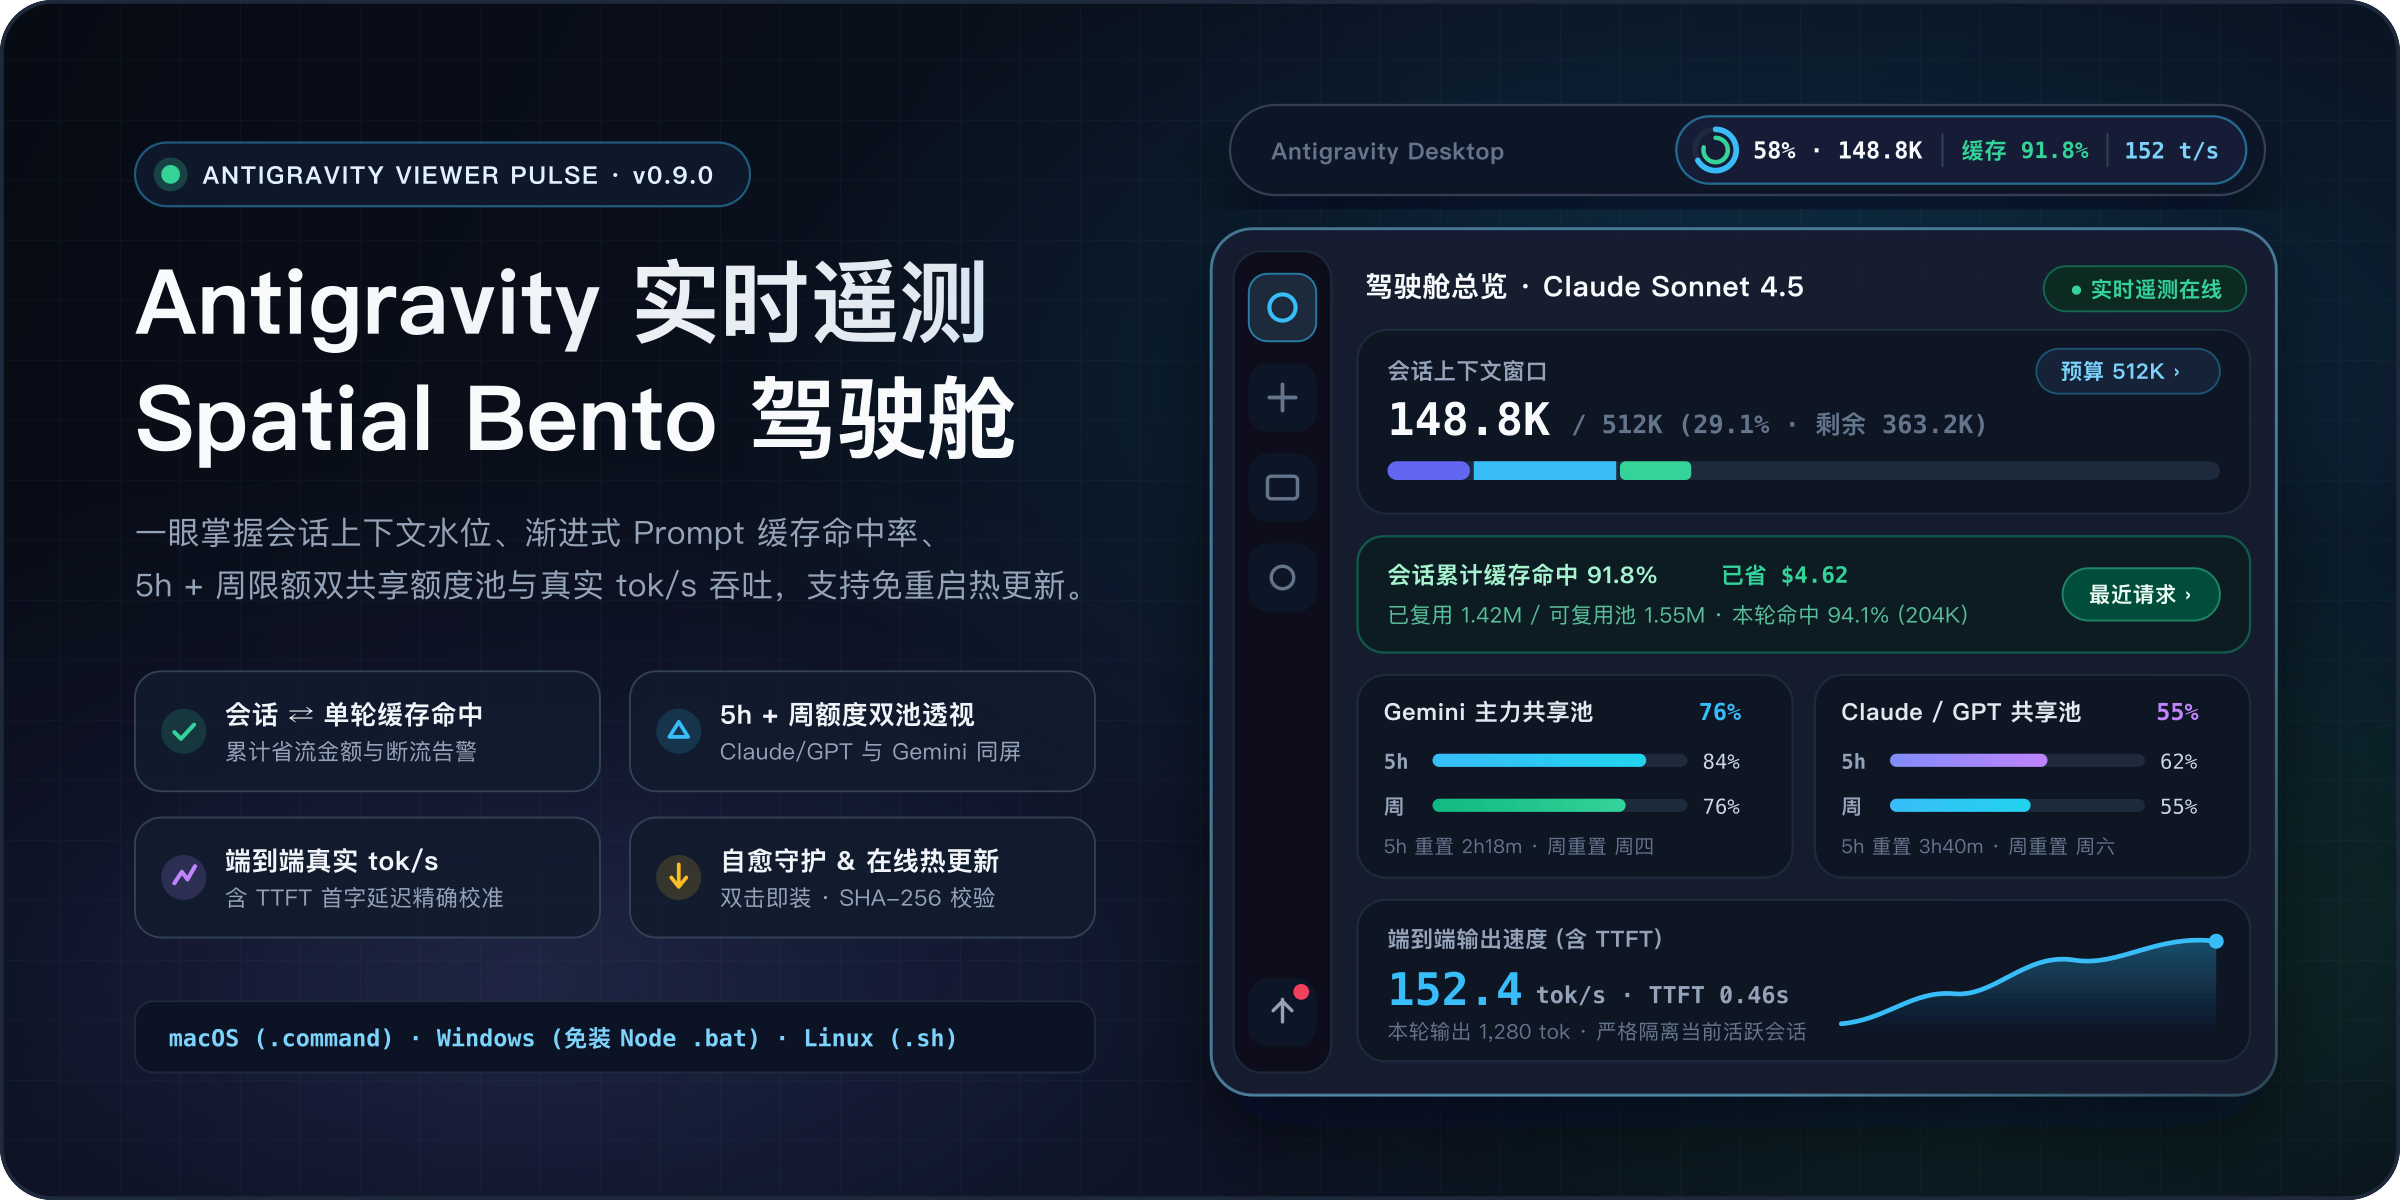 ANTIGRAVITY VIEWER PULSE · v0.9.0
Antigravity 实时遥测
Spatial Bento 驾驶舱
一眼掌握会话上下文水位、渐进式 Prompt 缓存命中率、
5h + 周限额双共享额度池与真实 tok/s 吞吐，支持免重启热更新。
会话 ⇌ 单轮缓存命中
累计省流金额与断流告警
5h + 周额度双池透视
Claude/GPT 与 Gemini 同屏
端到端真实 tok/s
含 TTFT 首字延迟精确校准
自愈守护 & 在线热更新
双击即装 · SHA-256 校验
macOS (.command) · Windows (免装 Node .bat) · Linux (.sh)
Antigravity Desktop
58% · 148.8K
缓存 91.8%
152 t/s
驾驶舱总览 · Claude Sonnet 4.5
● 实时遥测在线
会话上下文窗口
预算 512K ›
148.8K / 512K (29.1% · 剩余 363.2K)
会话累计缓存命中 91.8% 已省 $4.62
已复用 1.42M / 可复用池 1.55M · 本轮命中 94.1% (204K)
最近请求 ›
Gemini 主力共享池 76%
5h 84%
周 76%
5h 重置 2h18m · 周重置 周四
Claude / GPT 共享池 55%
5h 62%
周 55%
5h 重置 3h40m · 周重置 周六
端到端输出速度 (含 TTFT)
152.4 tok/s · TTFT 0.46s
本轮输出 1,280 tok · 严格隔离当前活跃会话